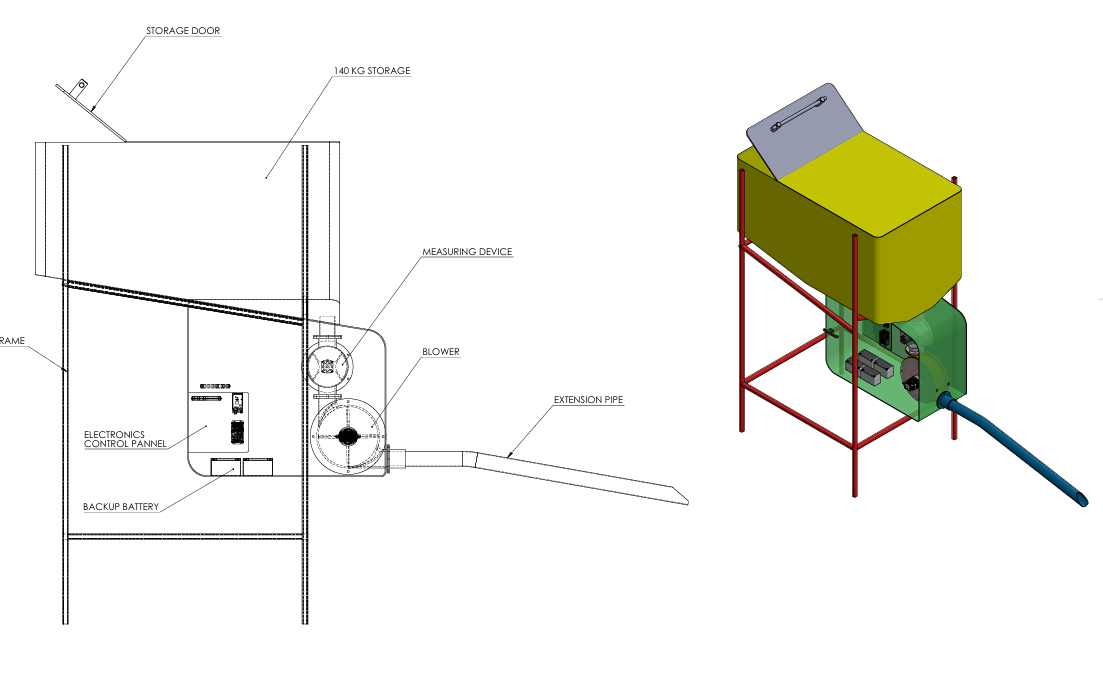 STORAGE DOOR
140 KG STORAGE
MEASURING DEVICE
RAME
BLOWER
EXTENSION PIPE
ELECTRONICS
CONTROL PANNEL
BACKUP BATTERY